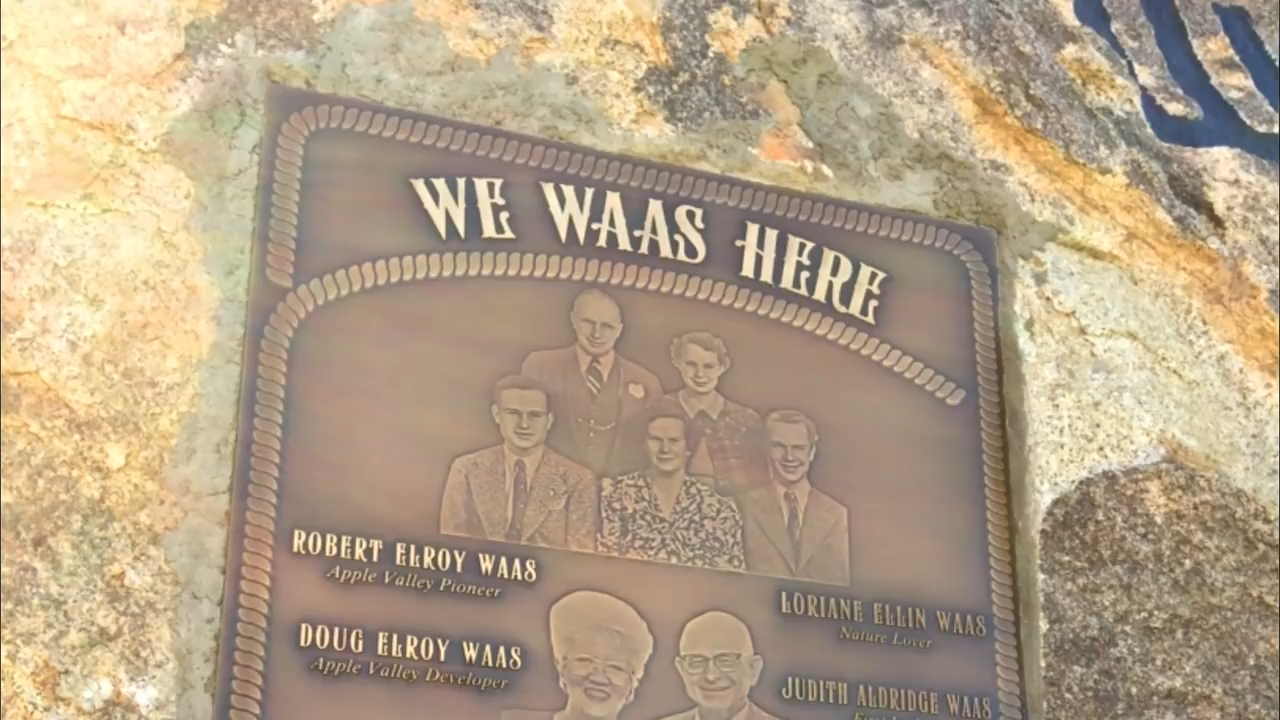 WE WAAS HERE
ROBERT ELROY WAAS
Apple Valley Pioneer
LORIANE ELLIN WAAS
Nature Lover
DOUG ELROY WAAS
Apple Valley Developer
JUDITH ALDRIDGE WAAS